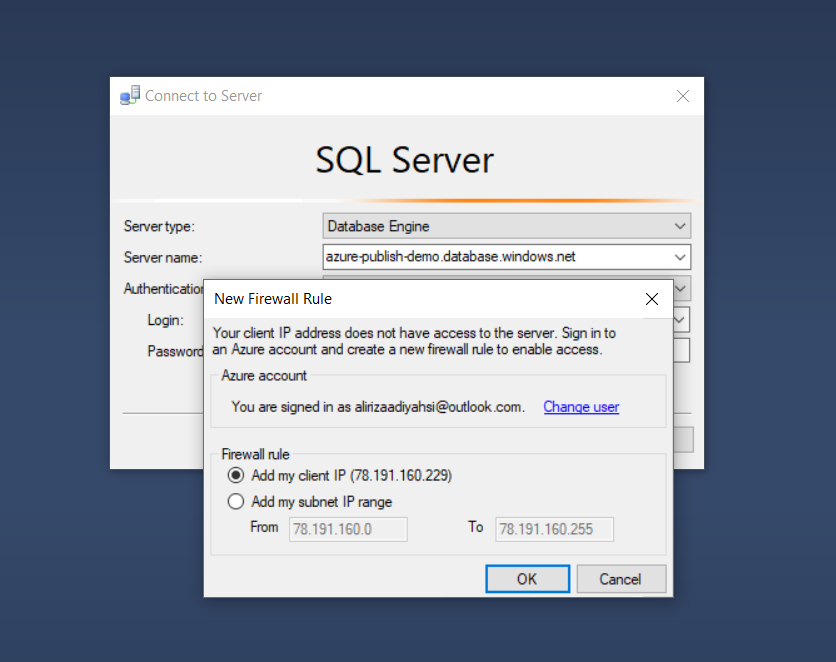 Connect to Server
SQL Server
Server type:
Database Engine
Server name:
azure-publish-demo.database.windows.net
Authentication
Login:
Password
New Firewall Rule
Your client IP address does not have access to the server. Sign in to
an Azure account and create a new firewall rule to enable access.
Azure account
You are signed in as alirizaadiyahsi@outlook.com. Change user
Firewall rule
Add my client IP (78.191.160.229)
Add my subnet IP range
From 78.191.160.0 To 78.191.160.255
OK Cancel